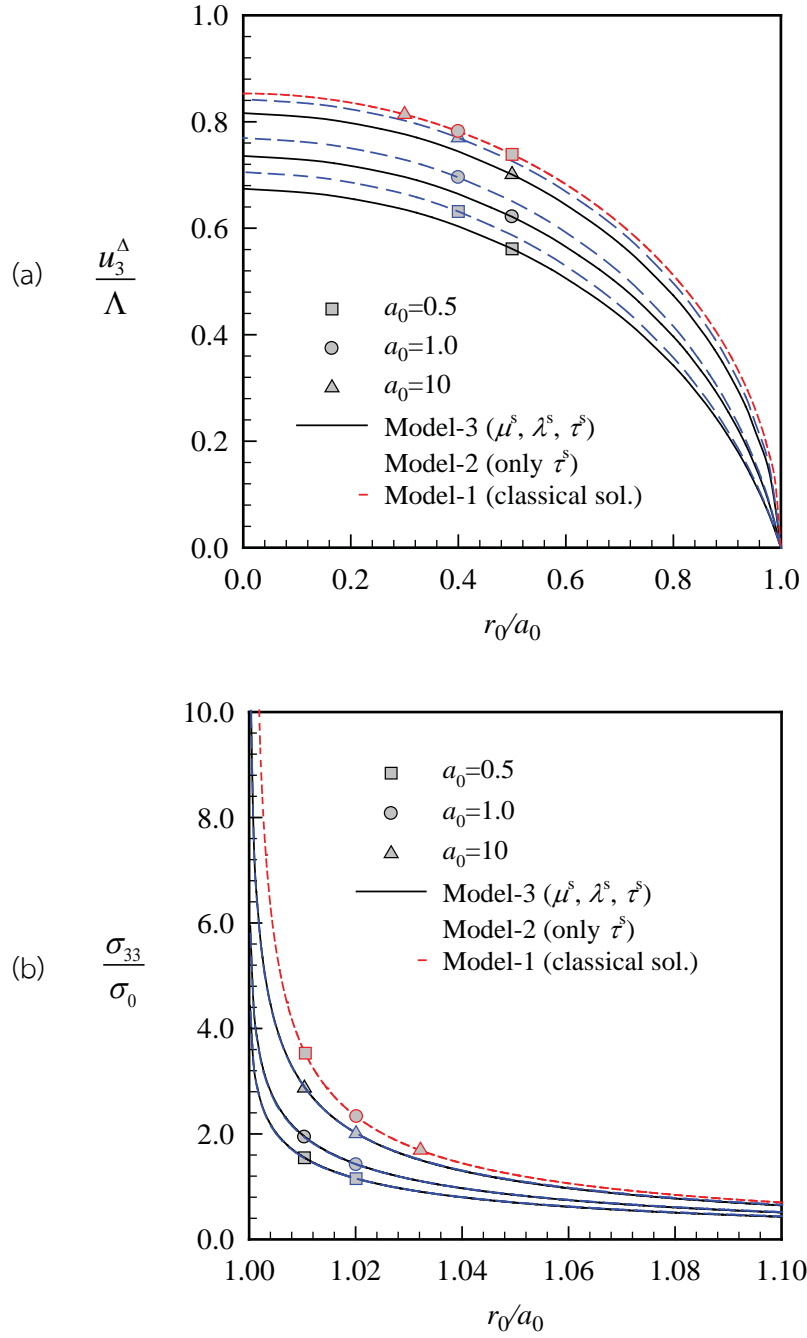 1.0
0.8
0.6
0.4
0.2
0.0
(a)
u₃^Δ / Λ
a₀=0.5
a₀=1.0
a₀=10
Model-3 (μˢ, λˢ, τˢ)
Model-2 (only τˢ)
Model-1 (classical sol.)
0.0 0.2 0.4 0.6 0.8 1.0
r₀/a₀
10.0
8.0
6.0
4.0
2.0
0.0
(b)
σ₃₃ / σ₀
a₀=0.5
a₀=1.0
a₀=10
Model-3 (μˢ, λˢ, τˢ)
Model-2 (only τˢ)
Model-1 (classical sol.)
1.00 1.02 1.04 1.06 1.08 1.10
r₀/a₀